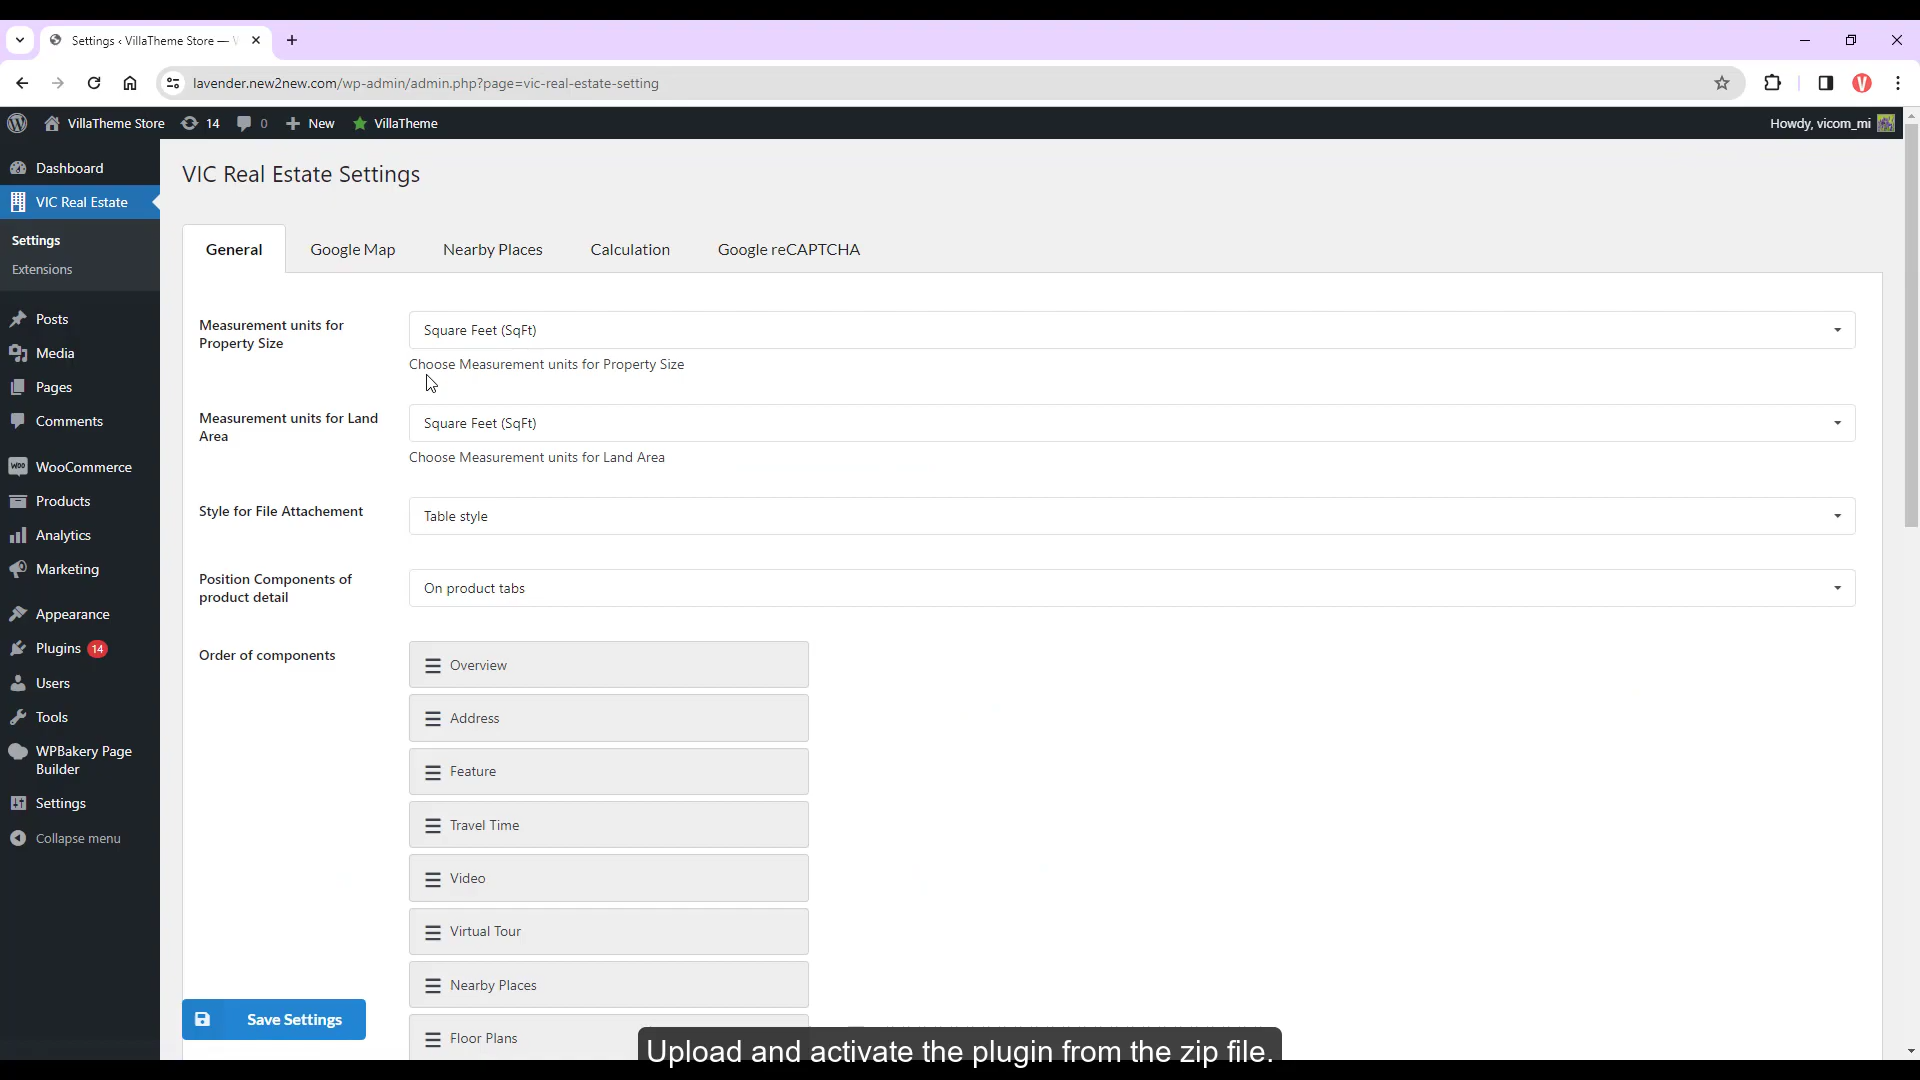 Settings ‹ VillaTheme Store —
lavender.new2new.com/wp-admin/admin.php?page=vic-real-estate-setting
VillaTheme Store 14 0 New VillaTheme
Howdy, vicom_mi
Dashboard
VIC Real Estate
Settings
Extensions
Posts
Media
Pages
Comments
WooCommerce
Products
Analytics
Marketing
Appearance
Plugins 14
Users
Tools
WPBakery Page
Builder
Settings
Collapse menu
VIC Real Estate Settings
General Google Map Nearby Places Calculation Google reCAPTCHA
Measurement units for
Property Size
Square Feet (SqFt)
Choose Measurement units for Property Size
Measurement units for Land
Area
Square Feet (SqFt)
Choose Measurement units for Land Area
Style for File Attachement
Table style
Position Components of
product detail
On product tabs
Order of components
Overview
Address
Feature
Travel Time
Video
Virtual Tour
Nearby Places
Floor Plans
Save Settings
Upload and activate the plugin from the zip file.